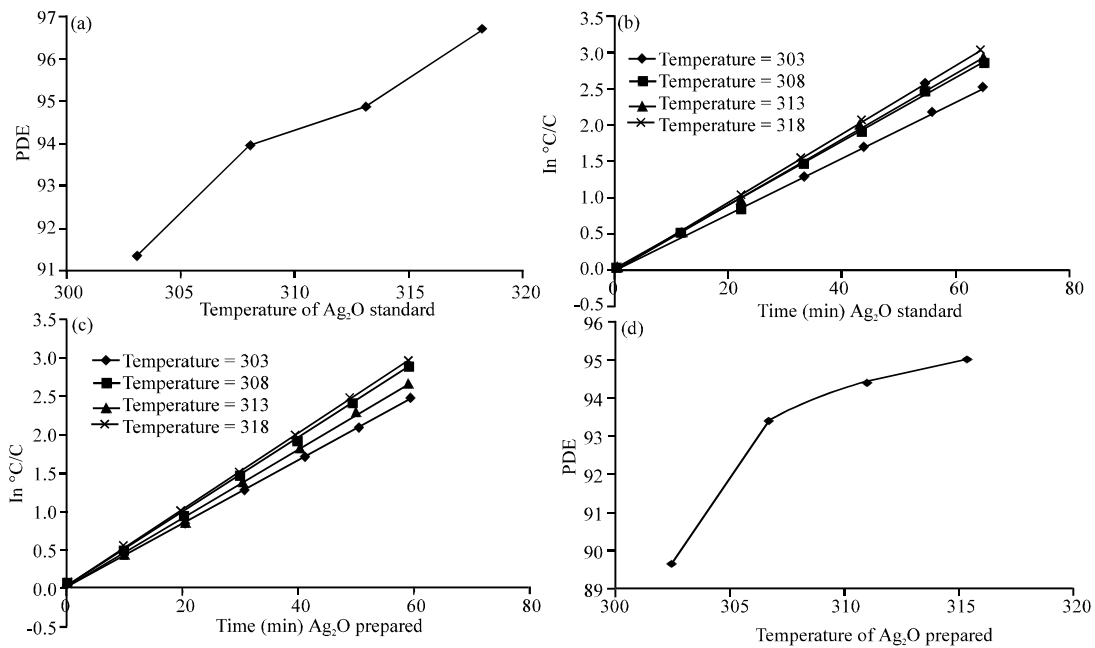 (a)
PDE
97
96
95
94
93
92
91
300
305
310
315
320
Temperature of Ag₂O standard
(b)
In °C/C
3.5
3.0
2.5
2.0
1.5
1.0
0.5
0.0
-0.5
Temperature = 303
Temperature = 308
Temperature = 313
Temperature = 318
0
20
40
60
80
Time (min) Ag₂O standard
(c)
In °C/C
3.5
3.0
2.5
2.0
1.5
1.0
0.5
0.0
-0.5
Temperature = 303
Temperature = 308
Temperature = 313
Temperature = 318
0
20
40
60
80
Time (min) Ag₂O prepared
(d)
PDE
96
95
94
93
92
91
90
89
300
305
310
315
320
Temperature of Ag₂O prepared